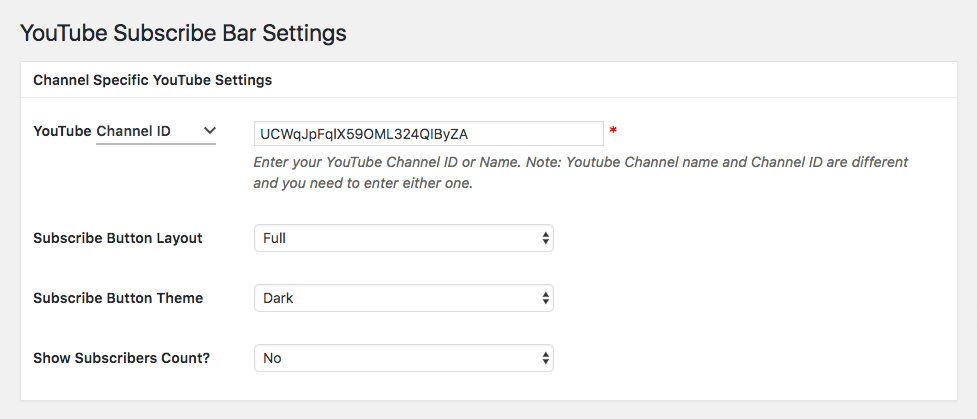 YouTube Subscribe Bar Settings
Channel Specific YouTube Settings
YouTube Channel ID
UCWqJpFqlX59OML324QlByZA *
Enter your YouTube Channel ID or Name. Note: Youtube Channel name and Channel ID are different
and you need to enter either one.
Subscribe Button Layout
Full
Subscribe Button Theme
Dark
Show Subscribers Count?
No